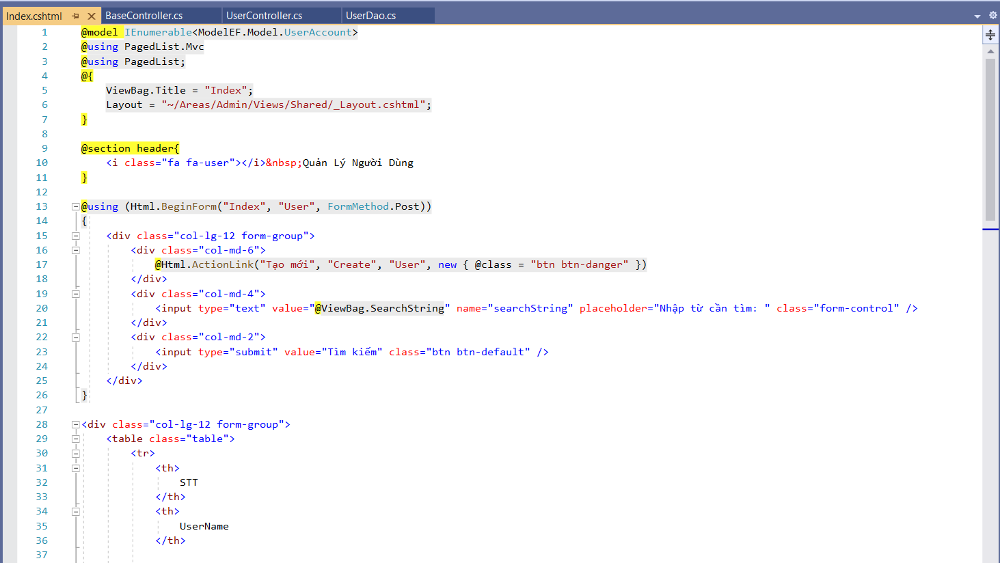 Index.cshtml BaseController.cs UserController.cs UserDao.cs
1 @model IEnumerable<ModelEF.Model.UserAccount>
2 @using PagedList.Mvc
3 @using PagedList;
4 @{
5 ViewBag.Title = "Index";
6 Layout = "~/Areas/Admin/Views/Shared/_Layout.cshtml";
7 }
8
9 @section header{
10 <i class="fa fa-user"></i>&nbsp;Quản Lý Người Dùng
11 }
12
13 @using (Html.BeginForm("Index", "User", FormMethod.Post))
14 {
15 <div class="col-lg-12 form-group">
16 <div class="col-md-6">
17 @Html.ActionLink("Tạo mới", "Create", "User", new { @class = "btn btn-danger" })
18 </div>
19 <div class="col-md-4">
20 <input type="text" value="@ViewBag.SearchString" name="searchString" placeholder="Nhập từ cần tìm: " class="form-control" />
21 </div>
22 <div class="col-md-2">
23 <input type="submit" value="Tìm kiếm" class="btn btn-default" />
24 </div>
25 </div>
26 }
27
28 <div class="col-lg-12 form-group">
29 <table class="table">
30 <tr>
31 <th>
32 STT
33 </th>
34 <th>
35 UserName
36 </th>
37